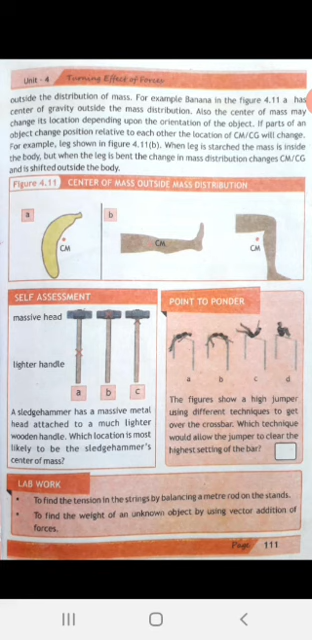 Unit - 4 Turning Effect of Forces
outside the distribution of mass. For example Banana in the figure 4.11 a has
center of gravity outside the mass distribution. Also the center of mass may
change its location depending upon the orientation of the object. If parts of an
object change position relative to each other the location of CM/CG will change.
For example, leg shown in figure 4.11(b). When leg is starched the mass is inside
the body, but when the leg is bent the change in mass distribution changes CM/CG
and is shifted outside the body.
Figure 4.11 CENTER OF MASS OUTSIDE MASS DISTRIBUTION
a
b
CM
CM
CM
SELF ASSESSMENT
massive head
lighter handle
a b c
A sledgehammer has a massive metal
head attached to a much lighter
wooden handle. Which location is most
likely to be the sledgehammer's
center of mass?
POINT TO PONDER
a b c d
The figures show a high jumper
using different techniques to get
over the crossbar. Which technique
would allow the jumper to clear the
highest setting of the bar?
LAB WORK
• To find the tension in the strings by balancing a metre rod on the stands.
• To find the weight of an unknown object by using vector addition of
forces.
Page 111